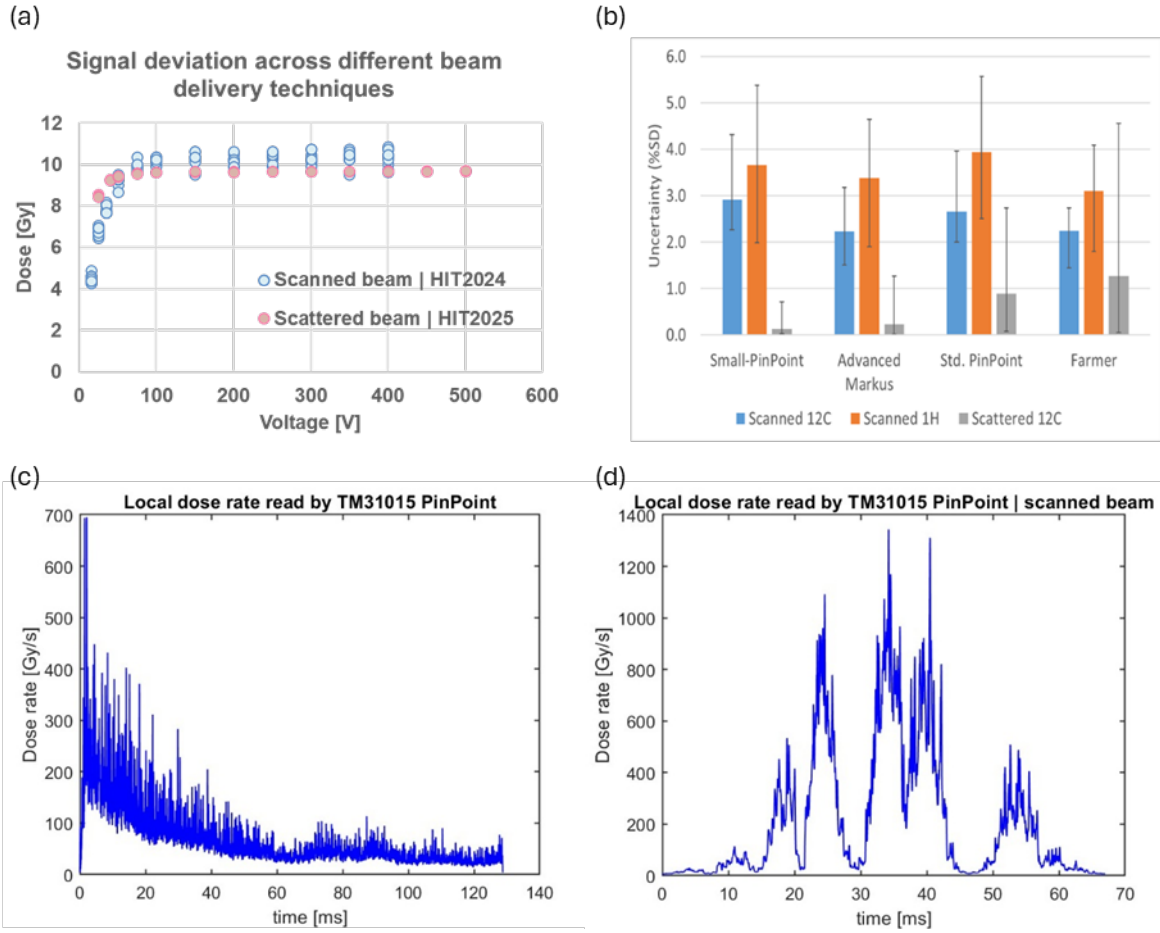 (a)
Signal deviation across different beam
delivery techniques
Dose [Gy]
12
10
8
6
4
2
0
Scanned beam | HIT2024
Scattered beam | HIT2025
0 100 200 300 400 500 600
Voltage [V]
(b)
Uncertainty (%SD)
6.0
5.0
4.0
3.0
2.0
1.0
0.0
Small-PinPoint Advanced Std. PinPoint Farmer
Markus
Scanned 12C Scanned 1H Scattered 12C
(c)
Local dose rate read by TM31015 PinPoint
Dose rate [Gy/s]
700
600
500
400
300
200
100
0
0 20 40 60 80 100 120 140
time [ms]
(d)
Local dose rate read by TM31015 PinPoint | scanned beam
Dose rate [Gy/s]
1400
1200
1000
800
600
400
200
0
0 10 20 30 40 50 60 70
time [ms]